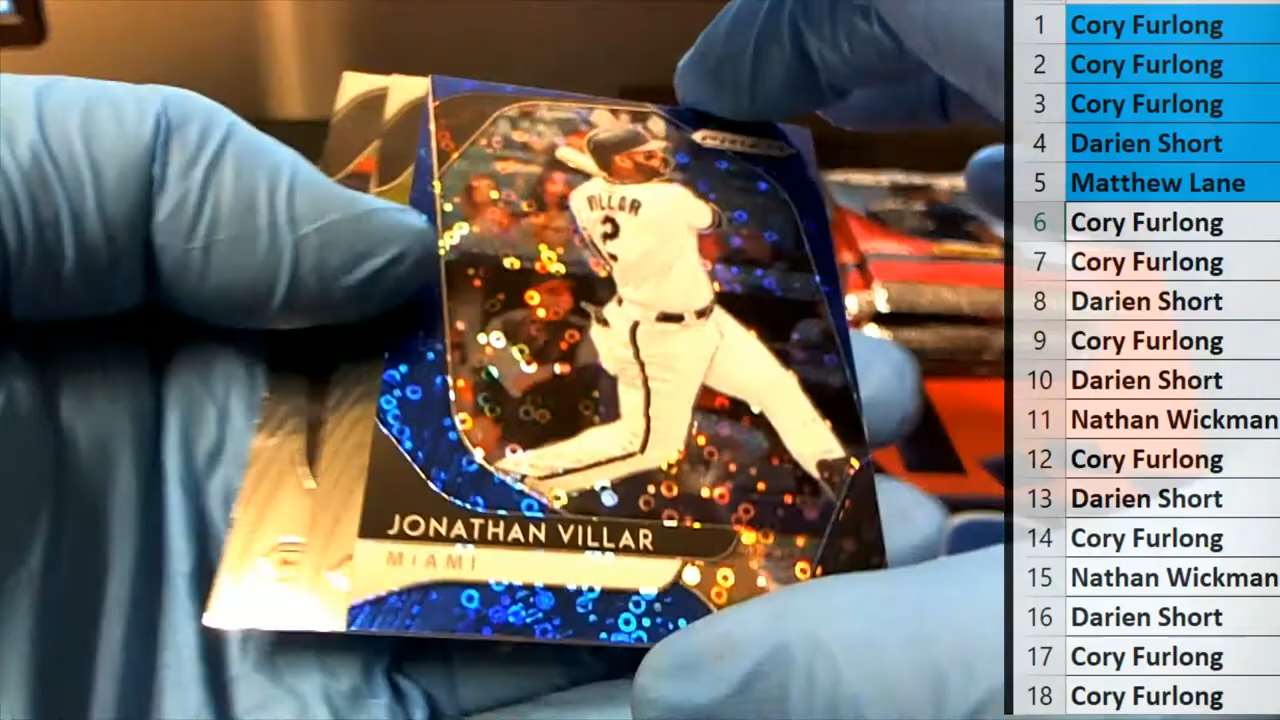 PRIZM
VILLAR
2
JONATHAN VILLAR
MIAMI
1 Cory Furlong
2 Cory Furlong
3 Cory Furlong
4 Darien Short
5 Matthew Lane
6 Cory Furlong
7 Cory Furlong
8 Darien Short
9 Cory Furlong
10 Darien Short
11 Nathan Wickman
12 Cory Furlong
13 Darien Short
14 Cory Furlong
15 Nathan Wickman
16 Darien Short
17 Cory Furlong
18 Cory Furlong